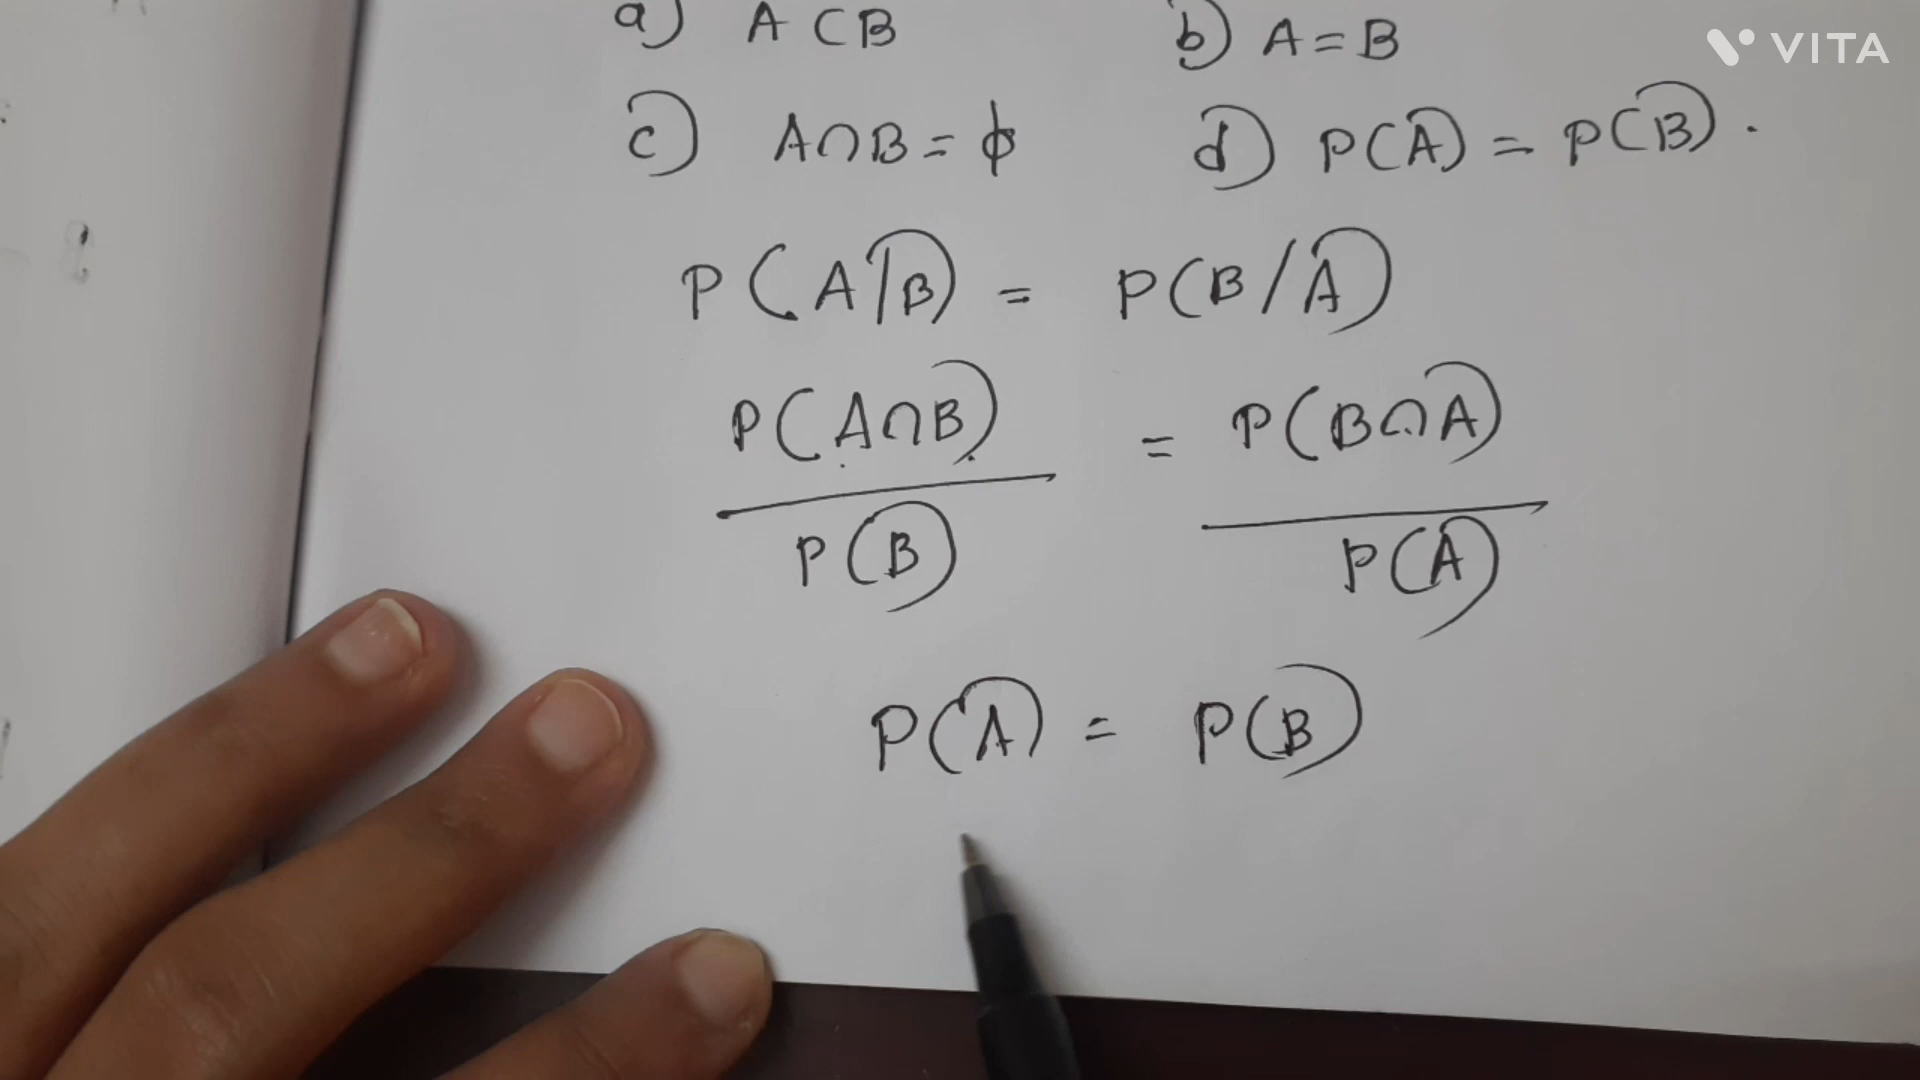 a) A ⊂ B b) A = B VITA
c) A∩B = ϕ d) P(A) = P(B).
P(A|B) = P(B/A)
P(A∩B) = P(B∩A)
P(B) P(A)
P(A) = P(B)